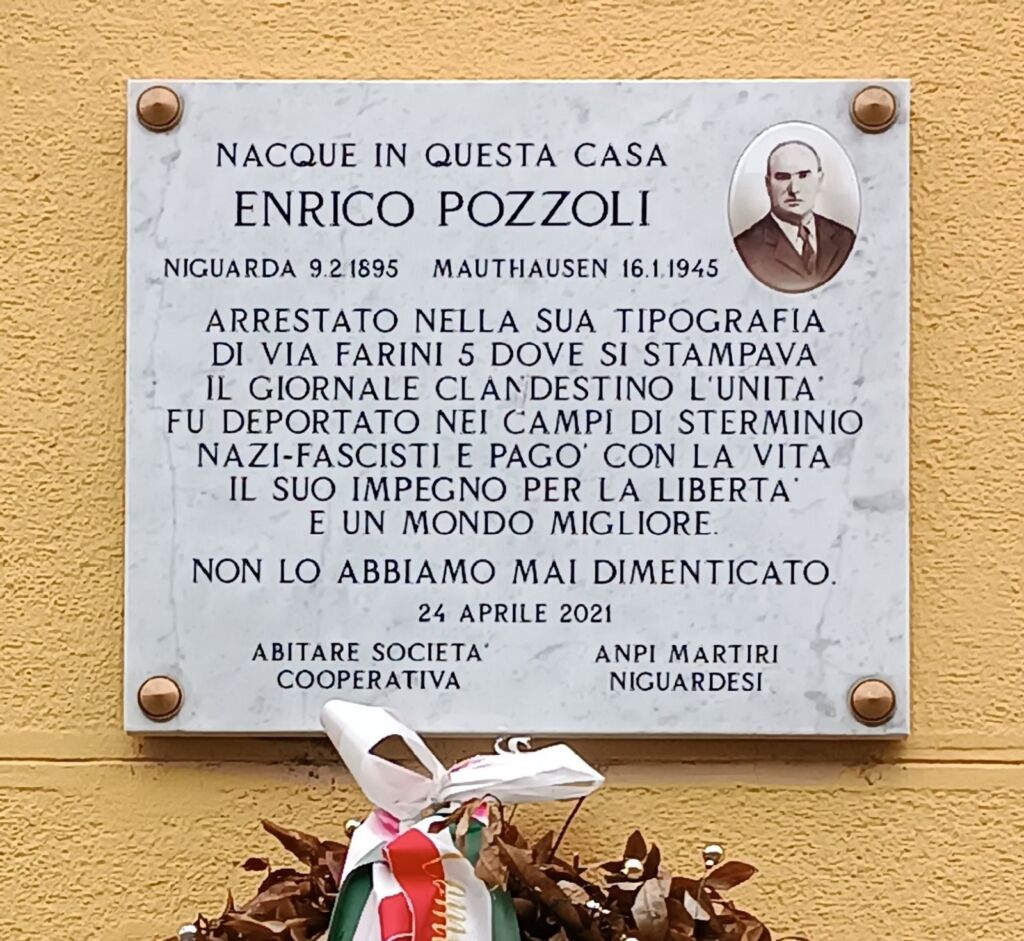 NACQUE IN QUESTA CASA
ENRICO POZZOLI
NIGUARDA 9.2.1895 MAUTHAUSEN 16.1.1945
ARRESTATO NELLA SUA TIPOGRAFIA
DI VIA FARINI 5 DOVE SI STAMPAVA
IL GIORNALE CLANDESTINO L'UNITA'
FU DEPORTATO NEI CAMPI DI STERMINIO
NAZI-FASCISTI E PAGO' CON LA VITA
IL SUO IMPEGNO PER LA LIBERTA'
E UN MONDO MIGLIORE.
NON LO ABBIAMO MAI DIMENTICATO.
24 APRILE 2021
ABITARE SOCIETA'
COOPERATIVA
ANPI MARTIRI
NIGUARDESI